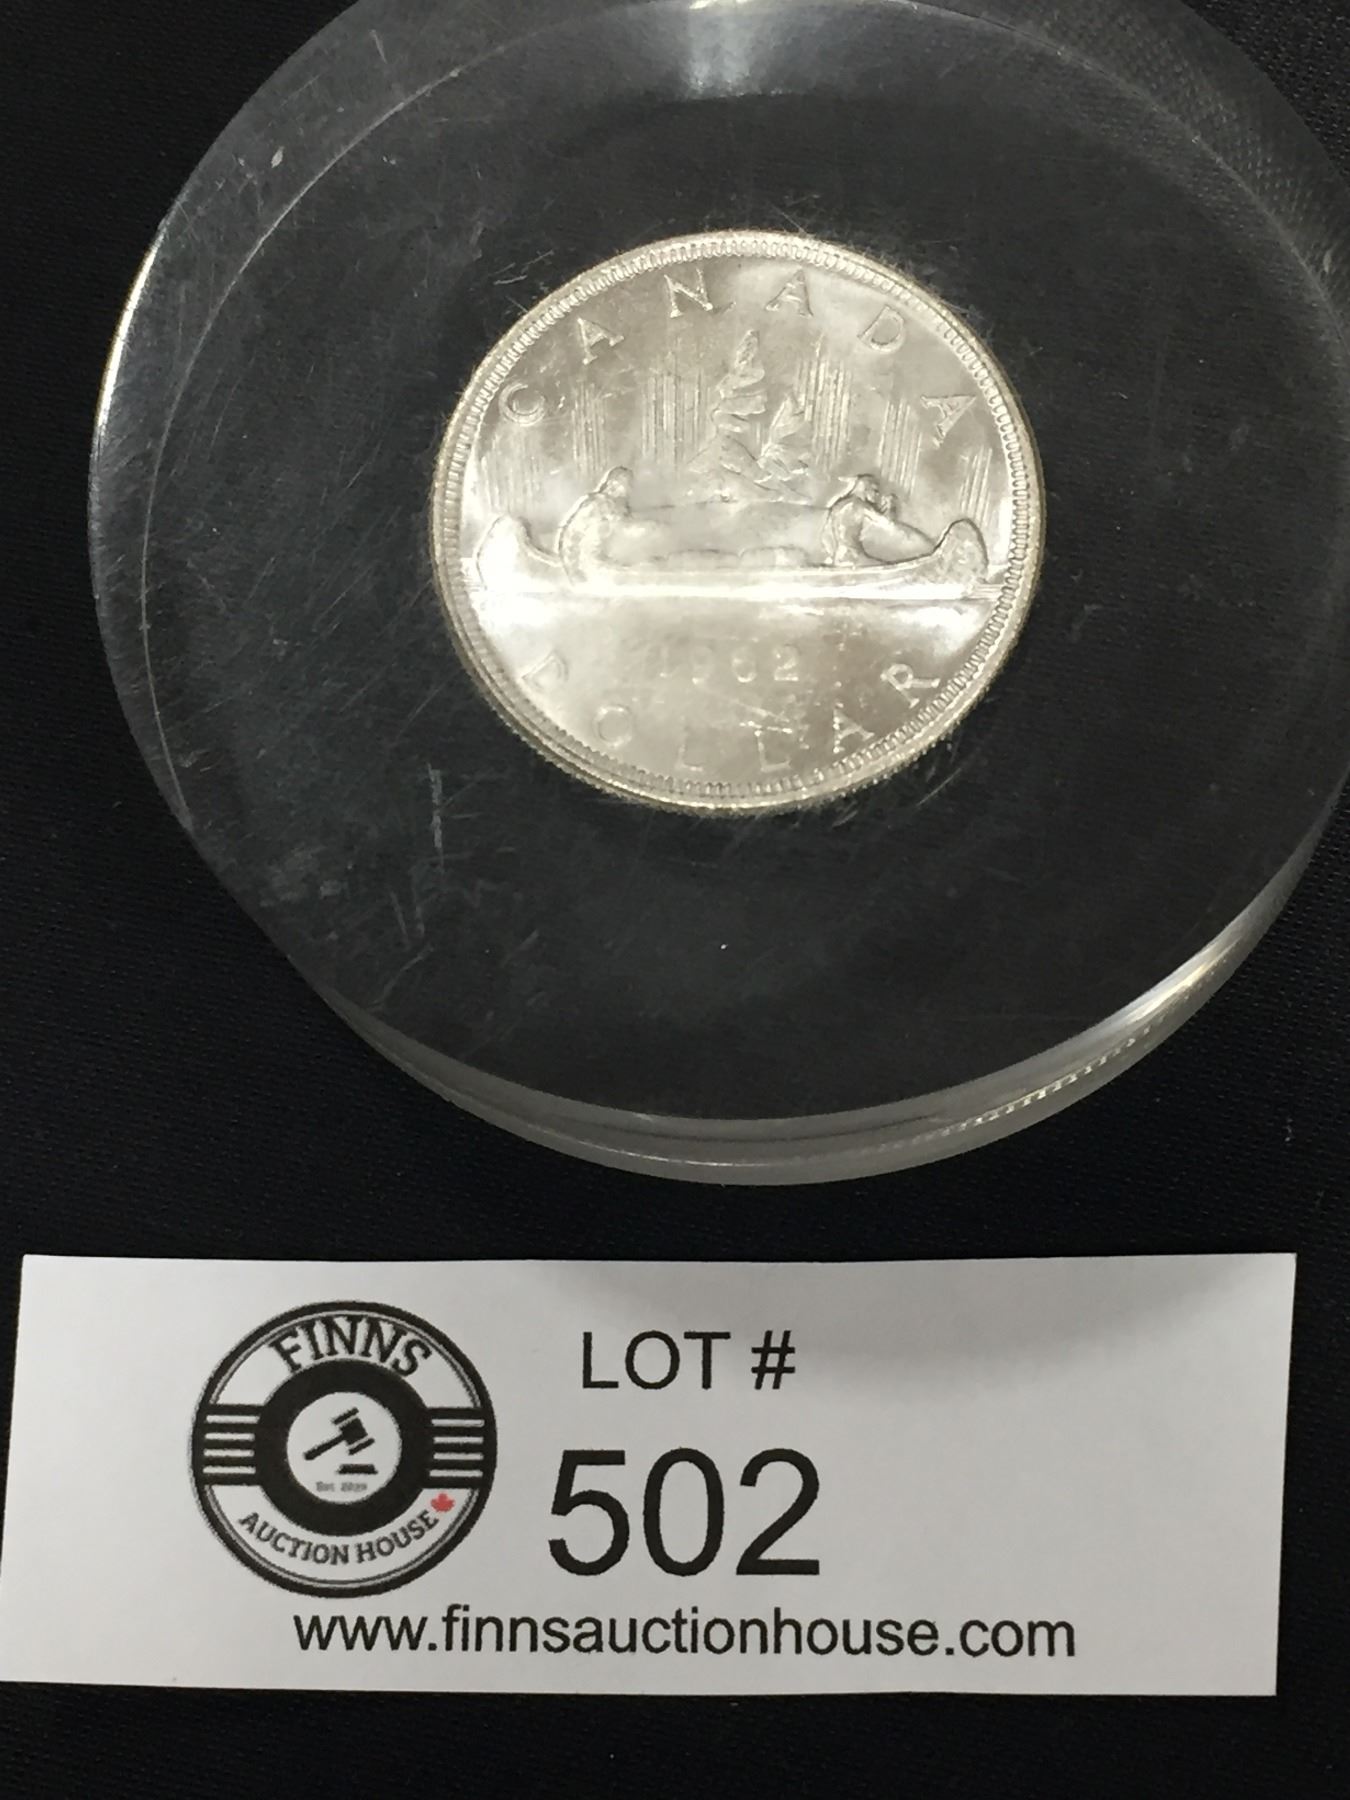 CANADA
1962
DOLLAR
FINNS
LOT #
502
AUCTION HOUSE
www.finnsauctionhouse.com